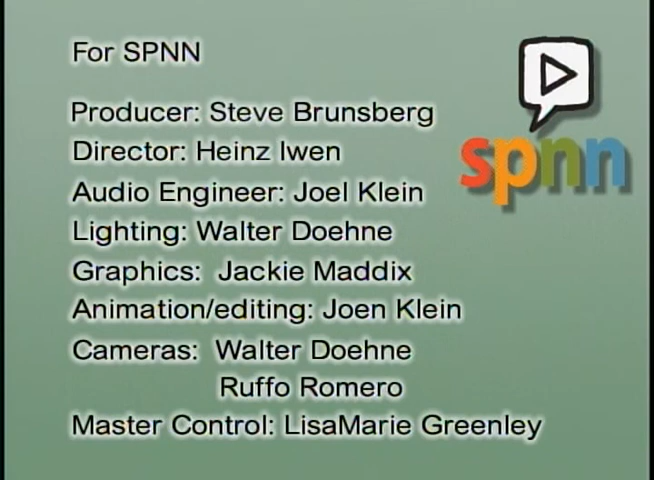 For SPNN
spnn
Producer: Steve Brunsberg
Director: Heinz Iwen
Audio Engineer: Joel Klein
Lighting: Walter Doehne
Graphics: Jackie Maddix
Animation/editing: Joen Klein
Cameras: Walter Doehne
Ruffo Romero
Master Control: LisaMarie Greenley